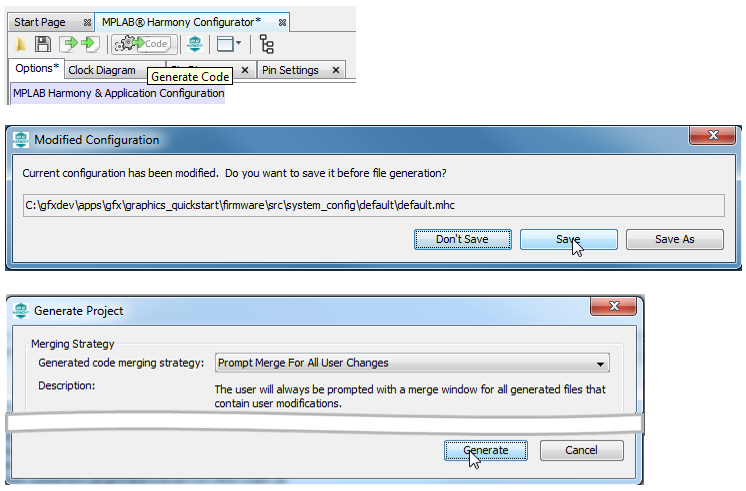 Start Page MPLAB® Harmony Configurator*
Code
Options* Clock Diagram Pin Settings
Generate Code
MPLAB Harmony & Application Configuration
Modified Configuration
Current configuration has been modified. Do you want to save it before file generation?
C:\gfxdev\apps\gfx\graphics_quickstart\firmware\src\system_config\default\default.mhc
Don't Save Save Save As
Generate Project
Merging Strategy
Generated code merging strategy: Prompt Merge For All User Changes
Description: The user will always be prompted with a merge window for all generated files that
contain user modifications.
Generate Cancel